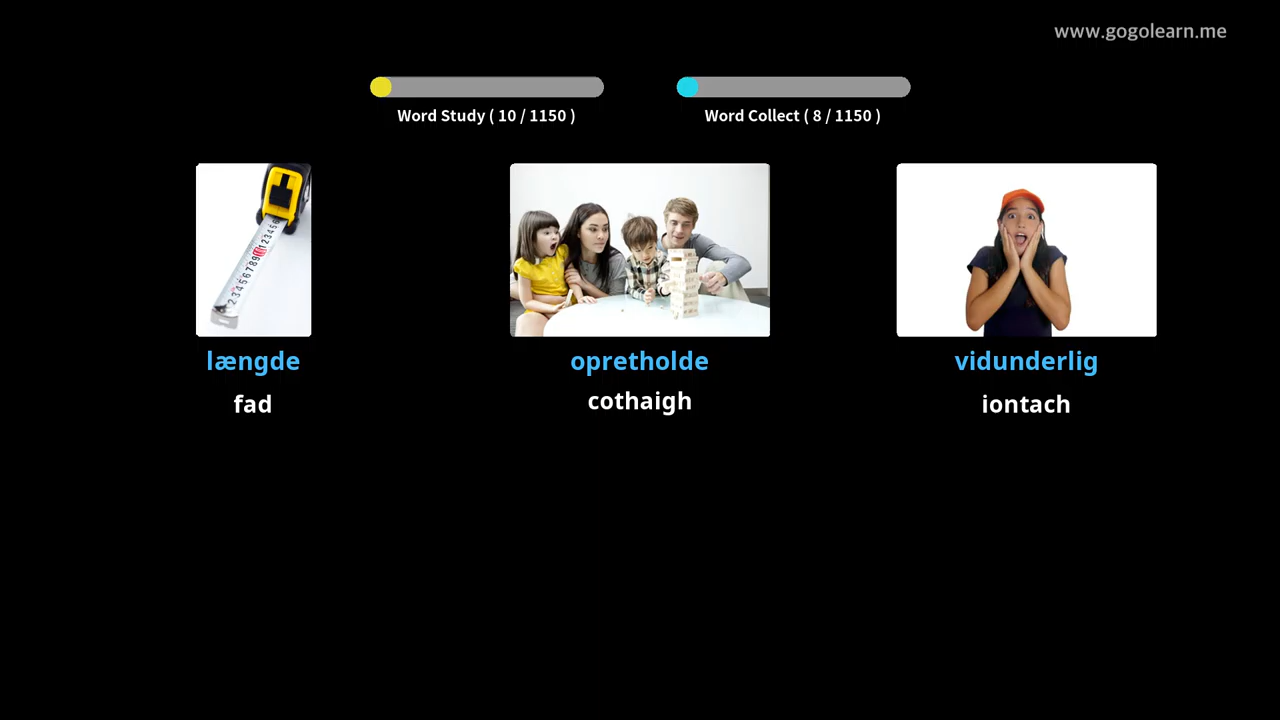 www.gogolearn.me
Word Study ( 10 / 1150 )
Word Collect ( 8 / 1150 )
længde
opretholde
vidunderlig
fad
cothaigh
iontach